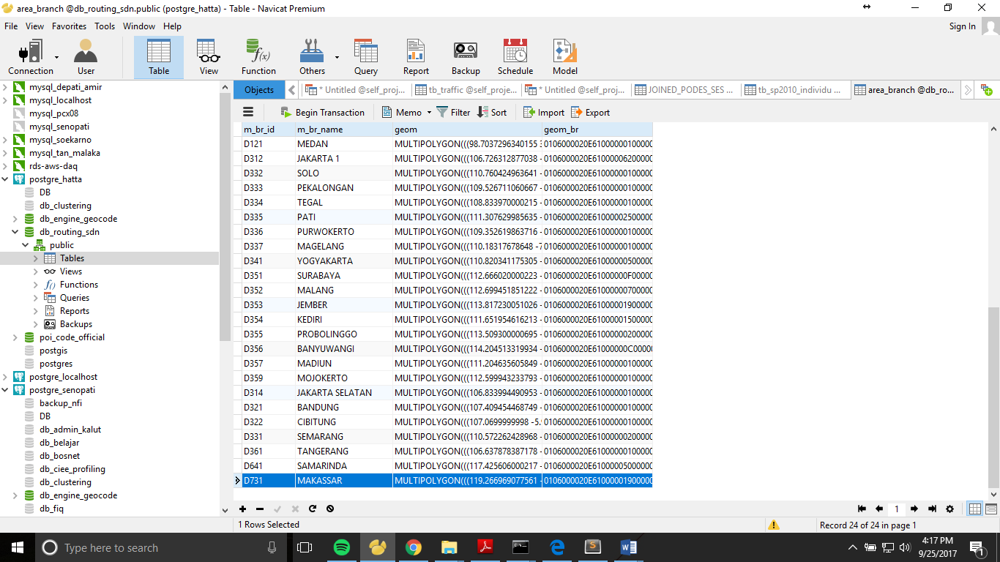 area_branch @db_routing_sdn.public (postgre_hatta) - Table - Navicat Premium
File View Favorites Tools Window Help Sign In
Connection User Table View Function Others Query Report Backup Schedule Model
Objects * Untitled @self_proj... tb_traffic @self_proje... * Untitled @self_proj... JOINED_PODES_SES ... tb_sp2010_individu ... area_branch @db_ro...
Begin Transaction Memo Filter Sort Import Export
mysql_depati_amir
mysql_localhost
mysql_pcx08
mysql_senopati
mysql_soekarno
mysql_tan_malaka
rds-aws-daq
postgre_hatta
DB
db_clustering
db_engine_geocode
db_routing_sdn
public
Tables
Views
Functions
Queries
Reports
Backups
poi_code_official
postgis
postgres
postgre_localhost
postgre_senopati
backup_nfi
DB
db_admin_kalut
db_belajar
db_bosnet
db_ciee_profiling
db_clustering
db_engine_geocode
db_fiq
m_br_id m_br_name geom geom_br
D121 MEDAN MULTIPOLYGON(((98.7037296340155 3 0106000020E61000000100000
D312 JAKARTA 1 MULTIPOLYGON(((106.726312877038 - 0106000020E61000006200000
D332 SOLO MULTIPOLYGON(((110.760424963641 - 0106000020E61000000100000
D333 PEKALONGAN MULTIPOLYGON(((109.526711060667 - 0106000020E61000000100000
D334 TEGAL MULTIPOLYGON(((108.833970000215 - 0106000020E61000000100000
D335 PATI MULTIPOLYGON(((111.307629985635 - 0106000020E61000002500000
D336 PURWOKERTO MULTIPOLYGON(((109.352619863716 - 0106000020E61000000100000
D337 MAGELANG MULTIPOLYGON(((110.18317678648 -7 0106000020E61000000100000
D341 YOGYAKARTA MULTIPOLYGON(((110.820341175305 - 0106000020E61000000500000
D351 SURABAYA MULTIPOLYGON(((112.666020000223 - 0106000020E61000000F00000
D352 MALANG MULTIPOLYGON(((112.699451851222 - 0106000020E61000000700000
D353 JEMBER MULTIPOLYGON(((113.817230051026 - 0106000020E61000001900000
D354 KEDIRI MULTIPOLYGON(((111.651954616213 - 0106000020E61000001500000
D355 PROBOLINGGO MULTIPOLYGON(((113.509300000695 - 0106000020E61000000200000
D356 BANYUWANGI MULTIPOLYGON(((114.204513319934 - 0106000020E61000000C00000
D357 MADIUN MULTIPOLYGON(((111.204635605849 - 0106000020E61000000100000
D359 MOJOKERTO MULTIPOLYGON(((112.599943233793 - 0106000020E61000000100000
D314 JAKARTA SELATAN MULTIPOLYGON(((106.833994490953 - 0106000020E61000000100000
D321 BANDUNG MULTIPOLYGON(((107.409454468749 - 0106000020E61000000100000
D322 CIBITUNG MULTIPOLYGON(((107.0699999998 -5.9 0106000020E61000000100000
D331 SEMARANG MULTIPOLYGON(((110.572262428968 - 0106000020E61000000200000
D361 TANGERANG MULTIPOLYGON(((106.637878387178 - 0106000020E61000000100000
D641 SAMARINDA MULTIPOLYGON(((117.425606000217 - 0106000020E61000005000000
D731 MAKASSAR MULTIPOLYGON(((119.266969077561 - 0106000020E61000001900000
1
1 Rows Selected Record 24 of 24 in page 1
Type here to search
4:17 PM
9/25/2017
1